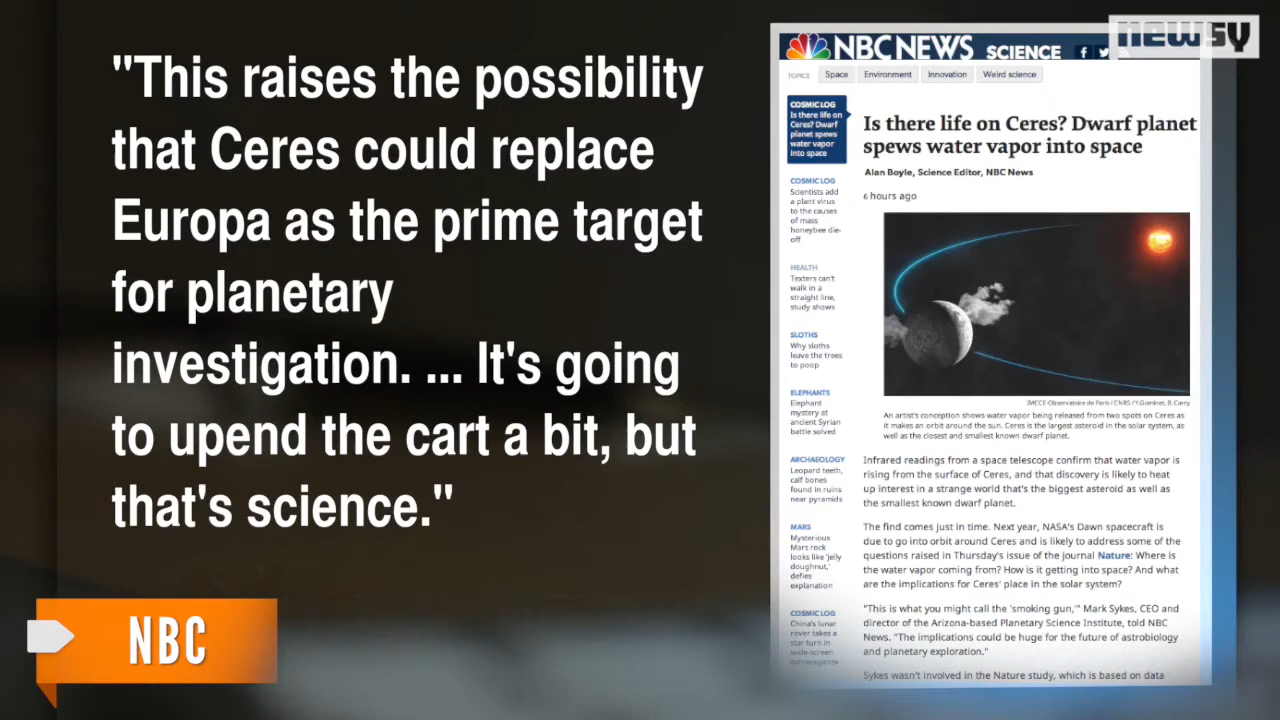 "This raises the possibility
that Ceres could replace
Europa as the prime target
for planetary
investigation. ... It's going
to upend the cart a bit, but
that's science."
NBC
newsy
NBC NEWS SCIENCE
TOPICS Space Environment Innovation Weird science
COSMIC LOG
Is there life on
Ceres? Dwarf
planet spews
water vapor
into space
COSMIC LOG
Scientists add
a plant virus
to the causes
of mass
honeybee die-
off
HEALTH
Texters can't
walk in a
straight line,
study shows
SLOTHS
Why sloths
leave the trees
to poop
ELEPHANTS
Elephant
mystery at
ancient Syrian
battle solved
ARCHAEOLOGY
Leopard teeth,
calf bones
found in ruins
near pyramids
MARS
Mysterious
Mars rock
looks like 'jelly
doughnut,'
defies
explanation
COSMIC LOG
China's lunar
rover takes a
star turn in
wide-screen
extravaganza
Is there life on Ceres? Dwarf planet
spews water vapor into space
Alan Boyle, Science Editor, NBC News
6 hours ago
IMCCE-Observatoire de Paris / CNRS / Y.Gominet, B. Carry
An artist's conception shows water vapor being released from two spots on Ceres as
it makes an orbit around the sun. Ceres is the largest asteroid in the solar system, as
well as the closest and smallest known dwarf planet.
Infrared readings from a space telescope confirm that water vapor is
rising from the surface of Ceres, and that discovery is likely to heat
up interest in a strange world that's the biggest asteroid as well as
the smallest known dwarf planet.
The find comes just in time. Next year, NASA's Dawn spacecraft is
due to go into orbit around Ceres and is likely to address some of the
questions raised in Thursday's issue of the journal Nature: Where is
the water vapor coming from? How is it getting into space? And what
are the implications for Ceres' place in the solar system?
"This is what you might call the 'smoking gun,'" Mark Sykes, CEO and
director of the Arizona-based Planetary Science Institute, told NBC
News. "The implications could be huge for the future of astrobiology
and planetary exploration."
Sykes wasn't involved in the Nature study, which is based on data